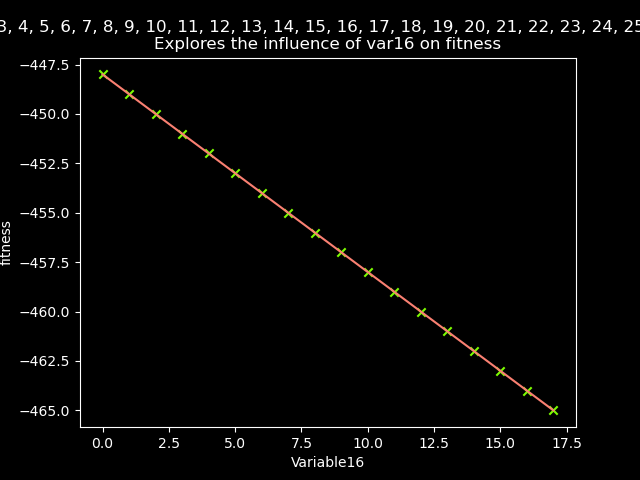 3, 4, 5, 6, 7, 8, 9, 10, 11, 12, 13, 14, 15, 16, 17, 18, 19, 20, 21, 22, 23, 24, 25
Explores the influence of var16 on fitness
−447.5
−450.0
−452.5
−455.0
−457.5
−460.0
−462.5
−465.0
fitness
0.0 2.5 5.0 7.5 10.0 12.5 15.0 17.5
Variable16